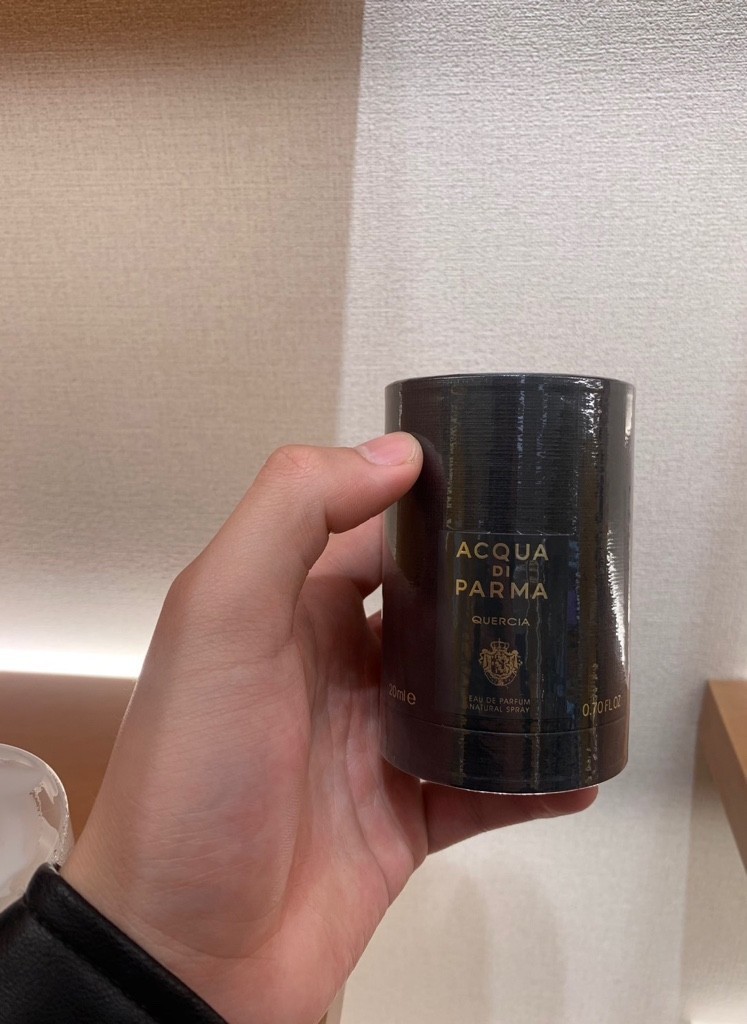 ACQUA
DI
PARMA
QUERCIA
20ml e
EAU DE PARFUM
NATURAL SPRAY
0.70 FL OZ